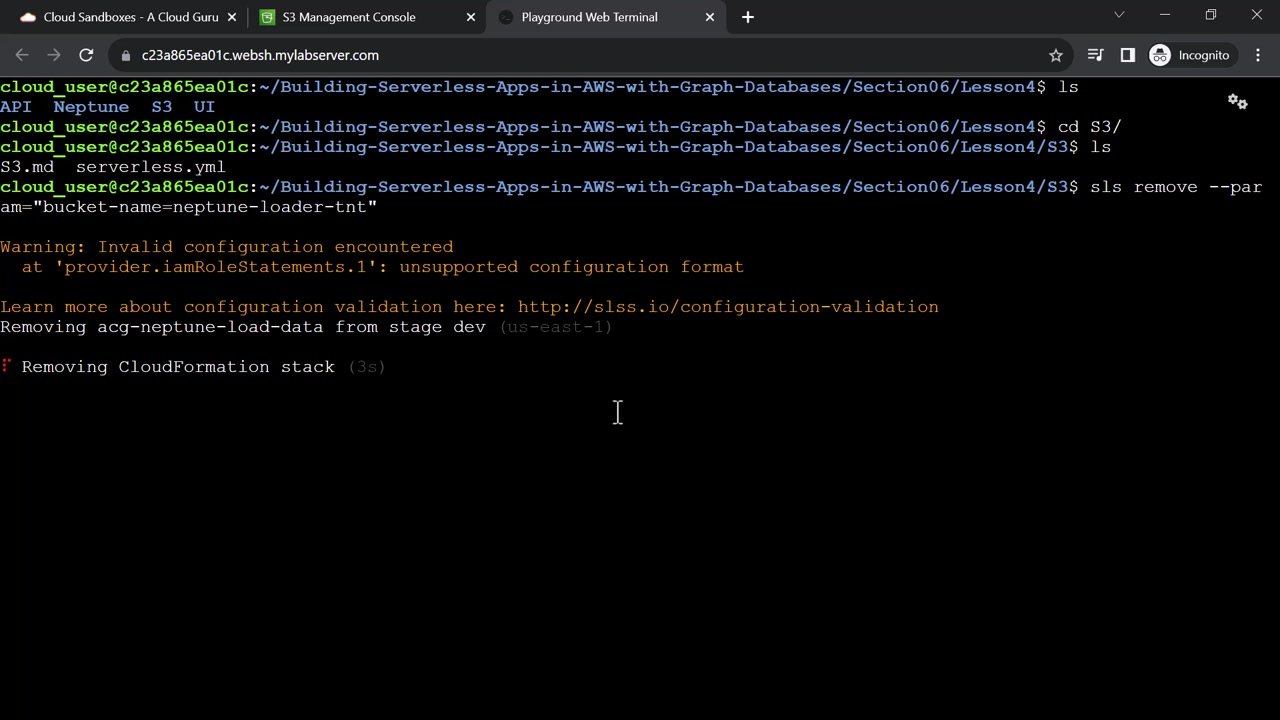 Cloud Sandboxes - A Cloud Guru
S3 Management Console
Playground Web Terminal
c23a865ea01c.websh.mylabserver.com
Incognito
cloud_user@c23a865ea01c:~/Building-Serverless-Apps-in-AWS-with-Graph-Databases/Section06/Lesson4$ ls
API  Neptune  S3  UI
cloud_user@c23a865ea01c:~/Building-Serverless-Apps-in-AWS-with-Graph-Databases/Section06/Lesson4$ cd S3/
cloud_user@c23a865ea01c:~/Building-Serverless-Apps-in-AWS-with-Graph-Databases/Section06/Lesson4/S3$ ls
S3.md  serverless.yml
cloud_user@c23a865ea01c:~/Building-Serverless-Apps-in-AWS-with-Graph-Databases/Section06/Lesson4/S3$ sls remove --par
am="bucket-name=neptune-loader-tnt"
Warning: Invalid configuration encountered
at 'provider.iamRoleStatements.1': unsupported configuration format
Learn more about configuration validation here: http://slss.io/configuration-validation
Removing acg-neptune-load-data from stage dev (us-east-1)
Removing CloudFormation stack (3s)